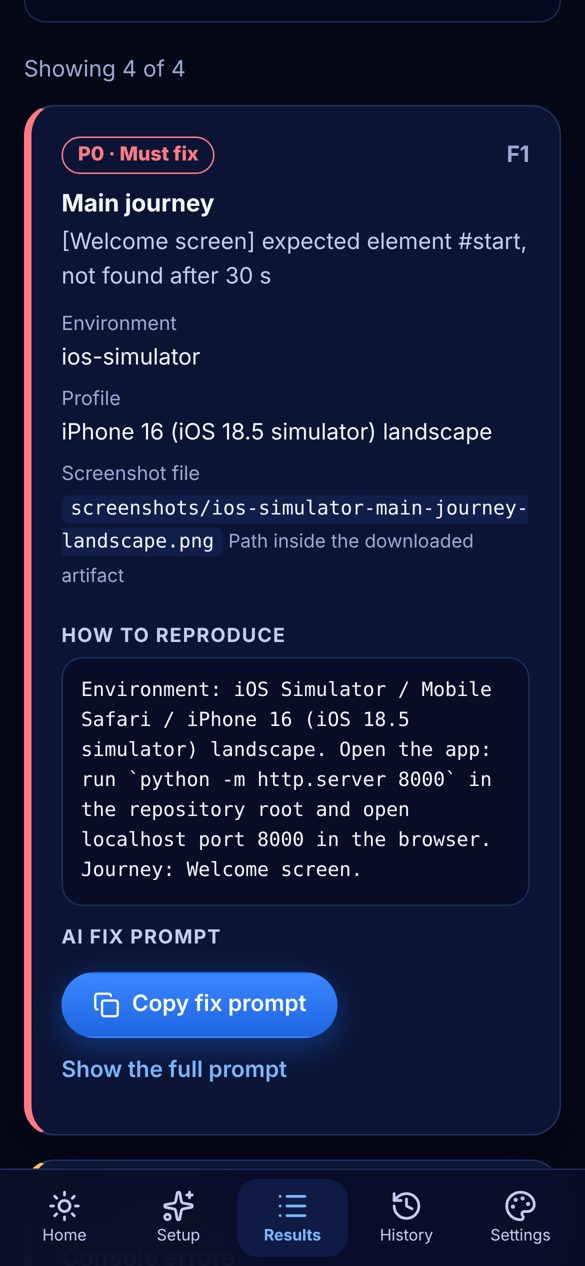 Showing 4 of 4
P0 · Must fix
F1
Main journey
[Welcome screen] expected element #start,
not found after 30 s
Environment
ios-simulator
Profile
iPhone 16 (iOS 18.5 simulator) landscape
Screenshot file
screenshots/ios-simulator-main-journey-
landscape.png Path inside the downloaded
artifact
HOW TO REPRODUCE
Environment: iOS Simulator / Mobile
Safari / iPhone 16 (iOS 18.5
simulator) landscape. Open the app:
run `python -m http.server 8000` in
the repository root and open
localhost port 8000 in the browser.
Journey: Welcome screen.
AI FIX PROMPT
Copy fix prompt
Show the full prompt
Home
Setup
Results
History
Settings
Console errors